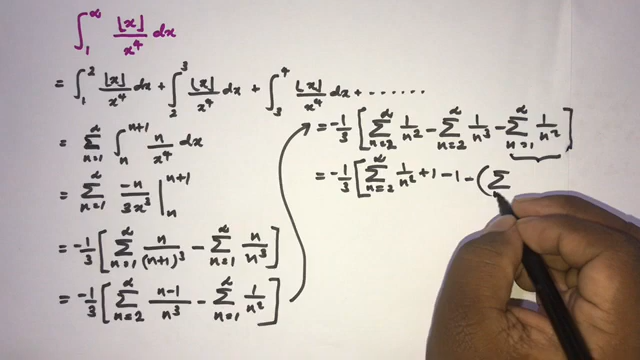 ∫₁^∝ ⌊x⌋/x⁴ dx
= ∫₁² ⌊x⌋/x⁴ dx + ∫₂³ ⌊x⌋/x⁴ dx + ∫₃⁴ ⌊x⌋/x⁴ dx + ......
= Σ_{n=1}^∝ ∫_n^{n+1} n/x⁴ dx
= Σ_{n=1}^∝ -n/3x³ |_n^{n+1}
= -1/3 [ Σ_{n=1}^∝ n/(n+1)³ - Σ_{n=1}^∝ n/n³ ]
= -1/3 [ Σ_{n=2}^∝ n-1/n³ - Σ_{n=1}^∝ 1/n² ]
= -1/3 [ Σ_{n=2}^∝ 1/n² - Σ_{n=2}^∝ 1/n³ - Σ_{n=1}^∝ 1/n² ]
= -1/3 [ Σ_{n=2}^∝ 1/n² + 1 - 1 - ( Σ